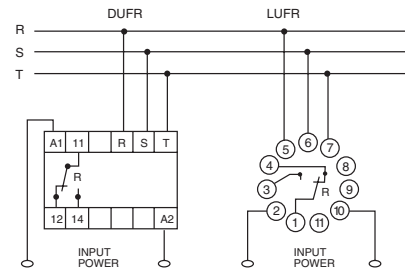 DUFR LUFR
R
S
T
A1 11 R S T
R
12 14 A2
INPUT
POWER
5 6 7
4 8
3 R 9
2 1 11 10
INPUT
POWER